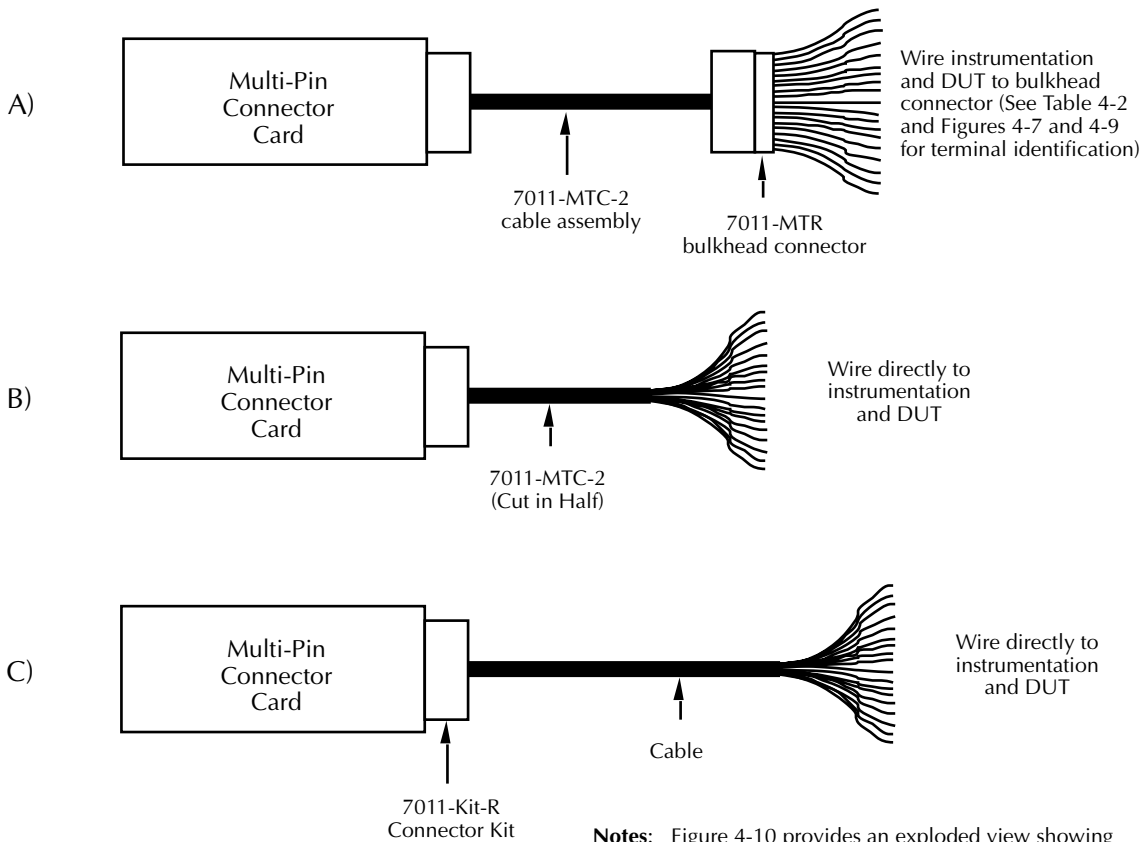 A)
Multi-Pin
Connector
Card
7011-MTC-2
cable assembly
7011-MTR
bulkhead connector
Wire instrumentation
and DUT to bulkhead
connector (See Table 4-2
and Figures 4-7 and 4-9
for terminal identification)
B)
Multi-Pin
Connector
Card
7011-MTC-2
(Cut in Half)
Wire directly to
instrumentation
and DUT
C)
Multi-Pin
Connector
Card
7011-Kit-R
Connector Kit
Cable
Wire directly to
instrumentation
and DUT
Notes: Figure 4-10 provides an exploded view showing